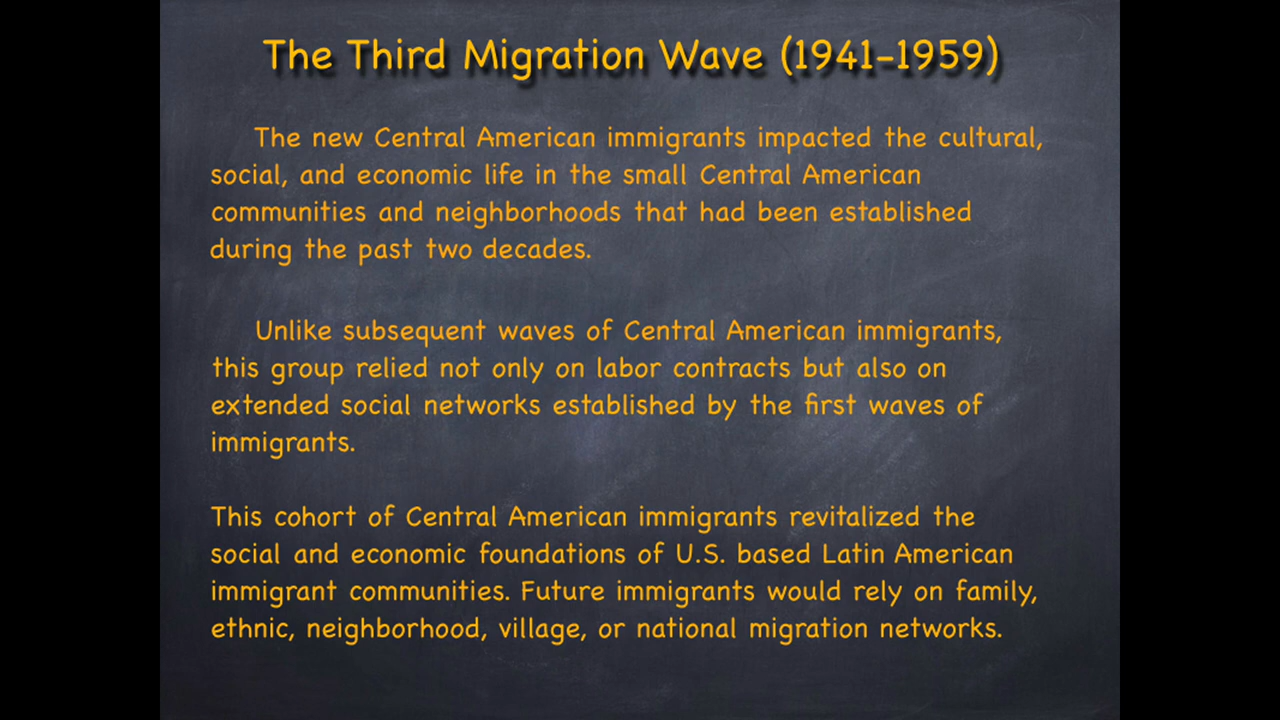 The Third Migration Wave (1941-1959)
The new Central American immigrants impacted the cultural,
social, and economic life in the small Central American
communities and neighborhoods that had been established
during the past two decades.
Unlike subsequent waves of Central American immigrants,
this group relied not only on labor contracts but also on
extended social networks established by the first waves of
immigrants.
This cohort of Central American immigrants revitalized the
social and economic foundations of U.S. based Latin American
immigrant communities. Future immigrants would rely on family,
ethnic, neighborhood, village, or national migration networks.